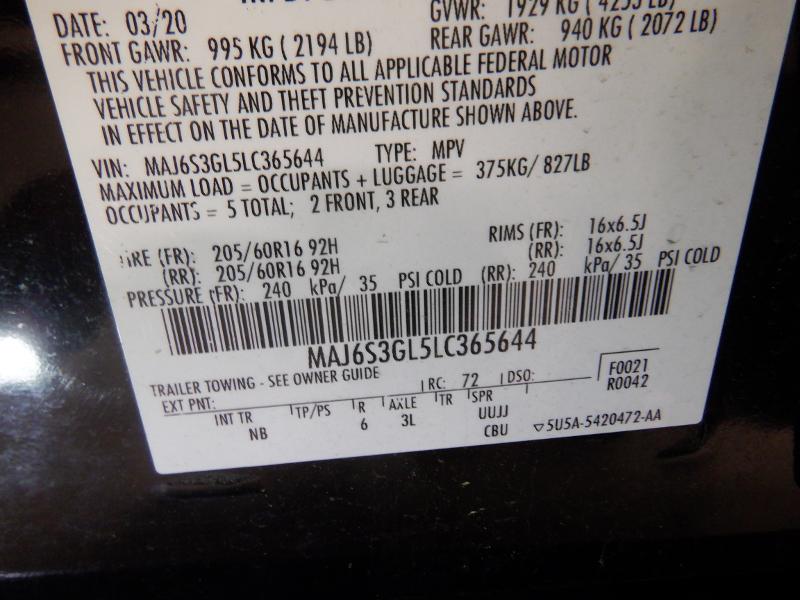 GVWR: 1929 KG ( 4253 LB)
DATE: 03/20
FRONT GAWR: 995 KG ( 2194 LB) REAR GAWR: 940 KG ( 2072 LB)
THIS VEHICLE CONFORMS TO ALL APPLICABLE FEDERAL MOTOR
VEHICLE SAFETY AND THEFT PREVENTION STANDARDS
IN EFFECT ON THE DATE OF MANUFACTURE SHOWN ABOVE.
VIN: MAJ6S3GL5LC365644 TYPE: MPV
MAXIMUM LOAD = OCCUPANTS + LUGGAGE = 375KG/ 827LB
OCCUPANTS = 5 TOTAL; 2 FRONT, 3 REAR
IRE (FR): 205/60R16 92H RIMS (FR): 16x6.5J
(RR): 205/60R16 92H (RR): 16x6.5J
PRESSURE (FR): 240 kPa/ 35 PSI COLD (RR): 240 kPa/ 35 PSI COLD
MAJ6S3GL5LC365644
TRAILER TOWING - SEE OWNER GUIDE
EXT PNT: RC: 72 DSO: F0021
R0042
INT TR TP/PS R AXLE TR SPR
NB 6 3L UUJJ
CBU ▽5U5A-5420472-AA